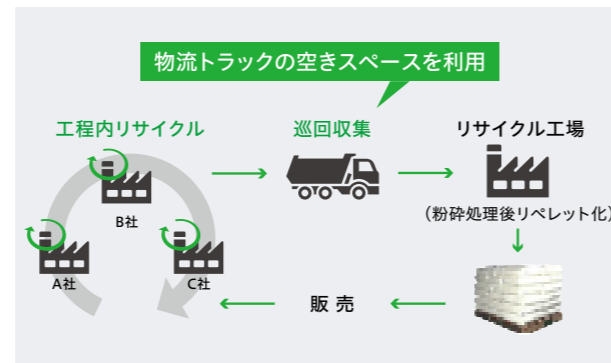 物流トラックの空きスペースを利用
工程内リサイクル
巡回収集
リサイクル工場
B社
A社
C社
(粉砕処理後リペレット化)
販売